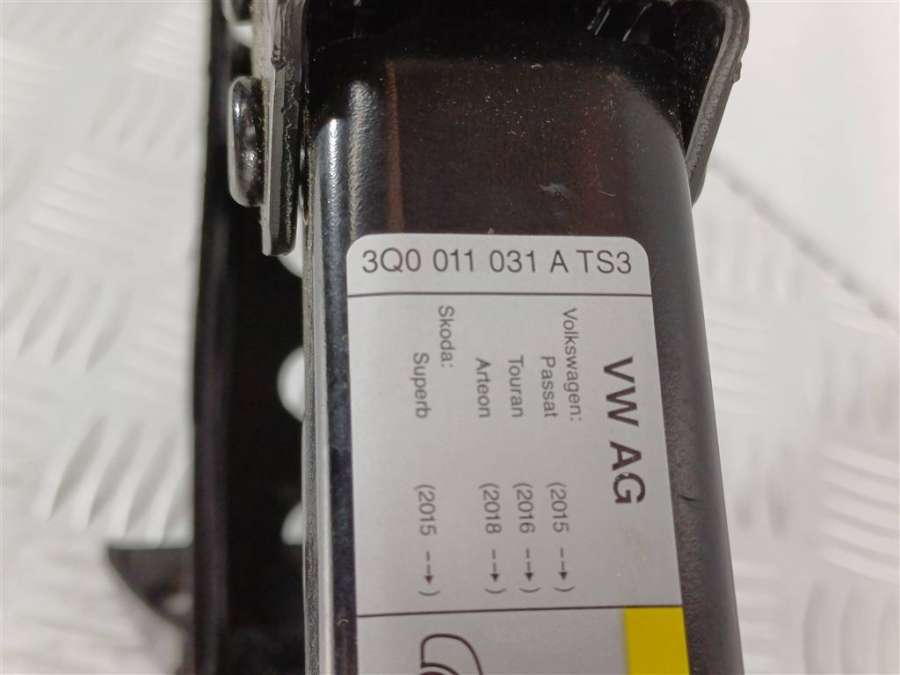 3Q0 011 031 A TS3
VW AG
Volkswagen:
Passat (2015 --→)
Touran (2016 --→)
Arteon (2018 --→)
Skoda:
Superb (2015 --→)